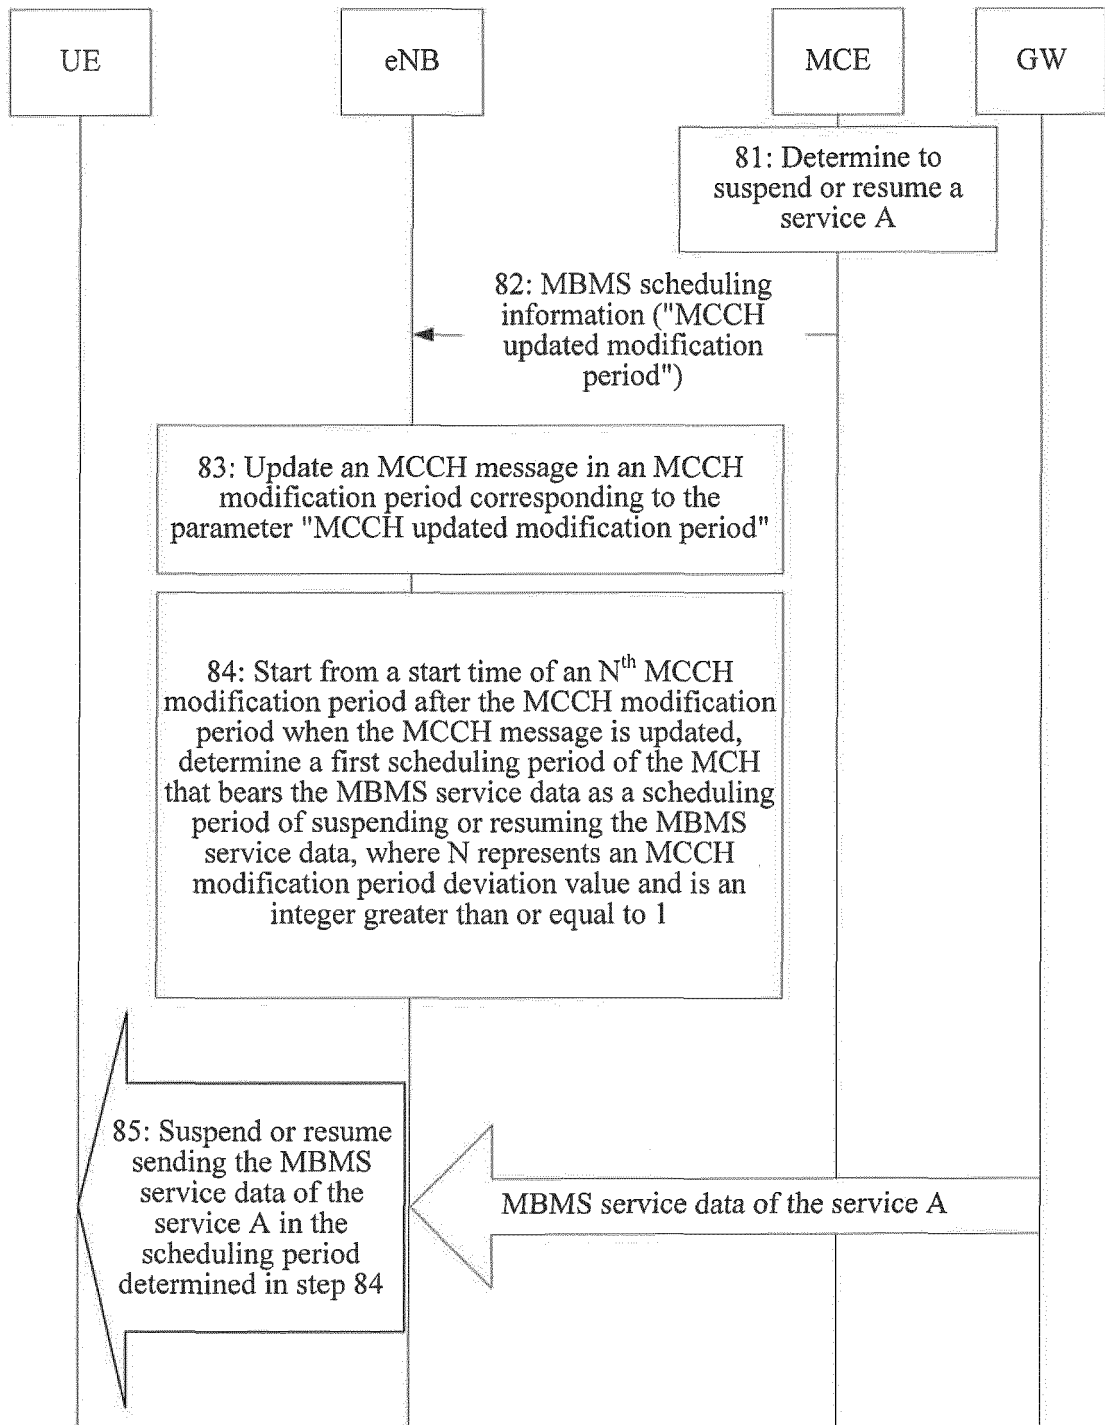 UE
eNB
MCE
GW
81: Determine to
suspend or resume a
service A
82: MBMS scheduling
information ("MCCH
updated modification
period")
83: Update an MCCH message in an MCCH
modification period corresponding to the
parameter "MCCH updated modification period"
84: Start from a start time of an Nth MCCH
modification period after the MCCH modification
period when the MCCH message is updated,
determine a first scheduling period of the MCH
that bears the MBMS service data as a scheduling
period of suspending or resuming the MBMS
service data, where N represents an MCCH
modification period deviation value and is an
integer greater than or equal to 1
85: Suspend or resume
sending the MBMS
service data of the
service A in the
scheduling period
determined in step 84
MBMS service data of the service A